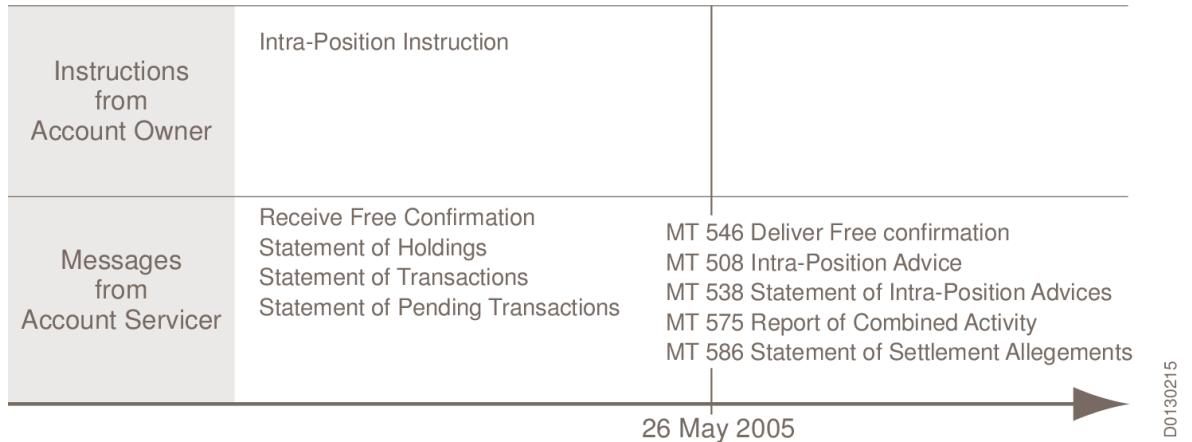 Instructions
from
Account Owner
Intra-Position Instruction
Messages
from
Account Servicer
Receive Free Confirmation
Statement of Holdings
Statement of Transactions
Statement of Pending Transactions
MT 546 Deliver Free confirmation
MT 508 Intra-Position Advice
MT 538 Statement of Intra-Position Advices
MT 575 Report of Combined Activity
MT 586 Statement of Settlement Allegements
26 May 2005
D0130215